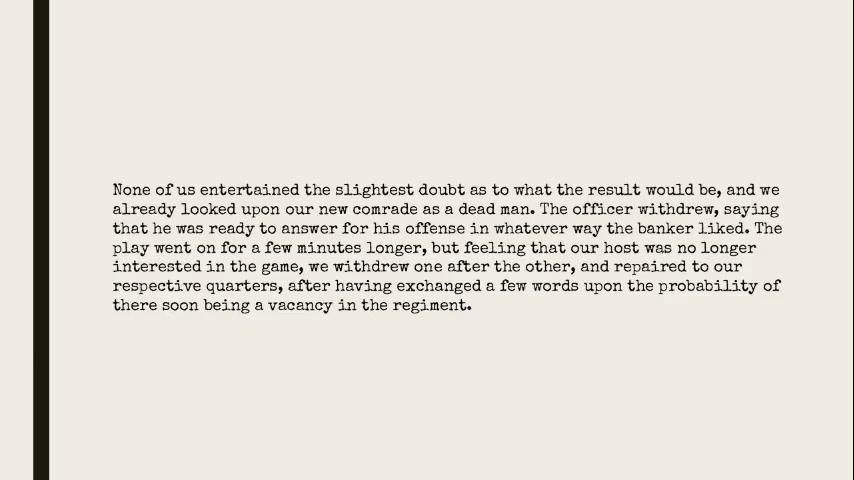 None of us entertained the slightest doubt as to what the result would be, and we
already looked upon our new comrade as a dead man. The officer withdrew, saying
that he was ready to answer for his offense in whatever way the banker liked. The
play went on for a few minutes longer, but feeling that our host was no longer
interested in the game, we withdrew one after the other, and repaired to our
respective quarters, after having exchanged a few words upon the probability of
there soon being a vacancy in the regiment.